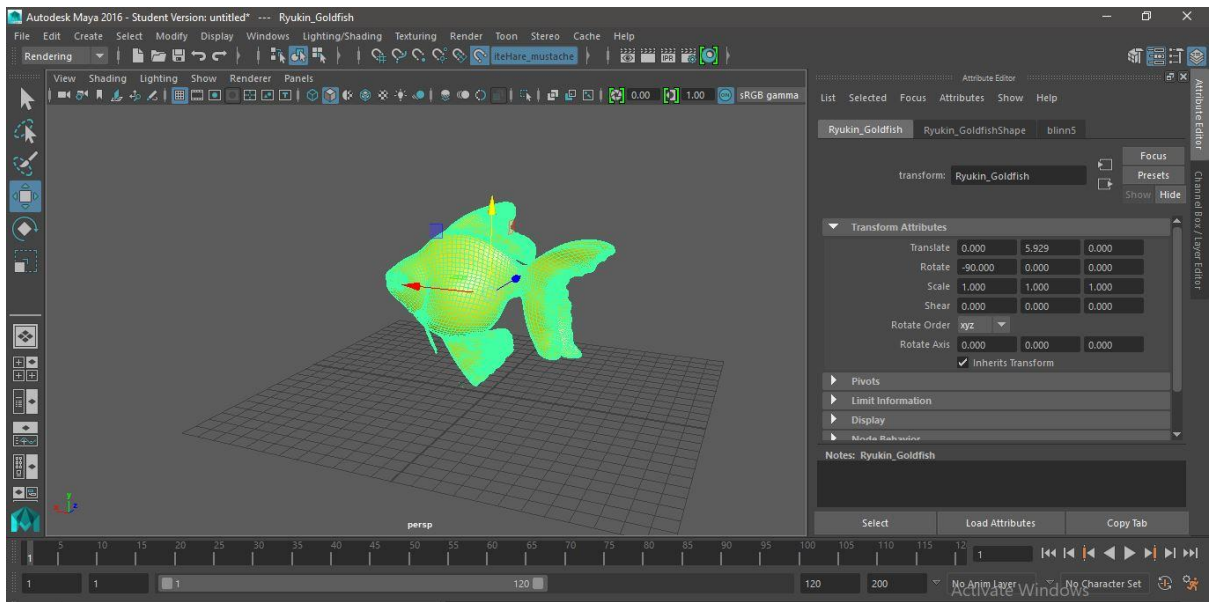 Autodesk Maya 2016 - Student Version: untitled* --- Ryukin_Goldfish
File Edit Create Select Modify Display Windows Lighting/Shading Texturing Render Toon Stereo Cache Help
Rendering iteHare_mustache IPR
View Shading Lighting Show Renderer Panels
0.00 1.00 ON sRGB gamma
persp
y
x z
Attribute Editor
List Selected Focus Attributes Show Help
Ryukin_Goldfish Ryukin_GoldfishShape blinn5
Focus
transform: Ryukin_Goldfish Presets
Show Hide
Transform Attributes
Translate 0.000 5.929 0.000
Rotate -90.000 0.000 0.000
Scale 1.000 1.000 1.000
Shear 0.000 0.000 0.000
Rotate Order xyz
Rotate Axis 0.000 0.000 0.000
Inherits Transform
Pivots
Limit Information
Display
Node Behavior
Notes: Ryukin_Goldfish
Select Load Attributes Copy Tab
Attribute Editor
Channel Box / Layer Editor
1 5 10 15 20 25 30 35 40 45 50 55 60 65 70 75 80 85 90 95 100 105 110 115 12 1
1 1 1 120 120 200 No Anim Layer No Character Set
Activate Windows